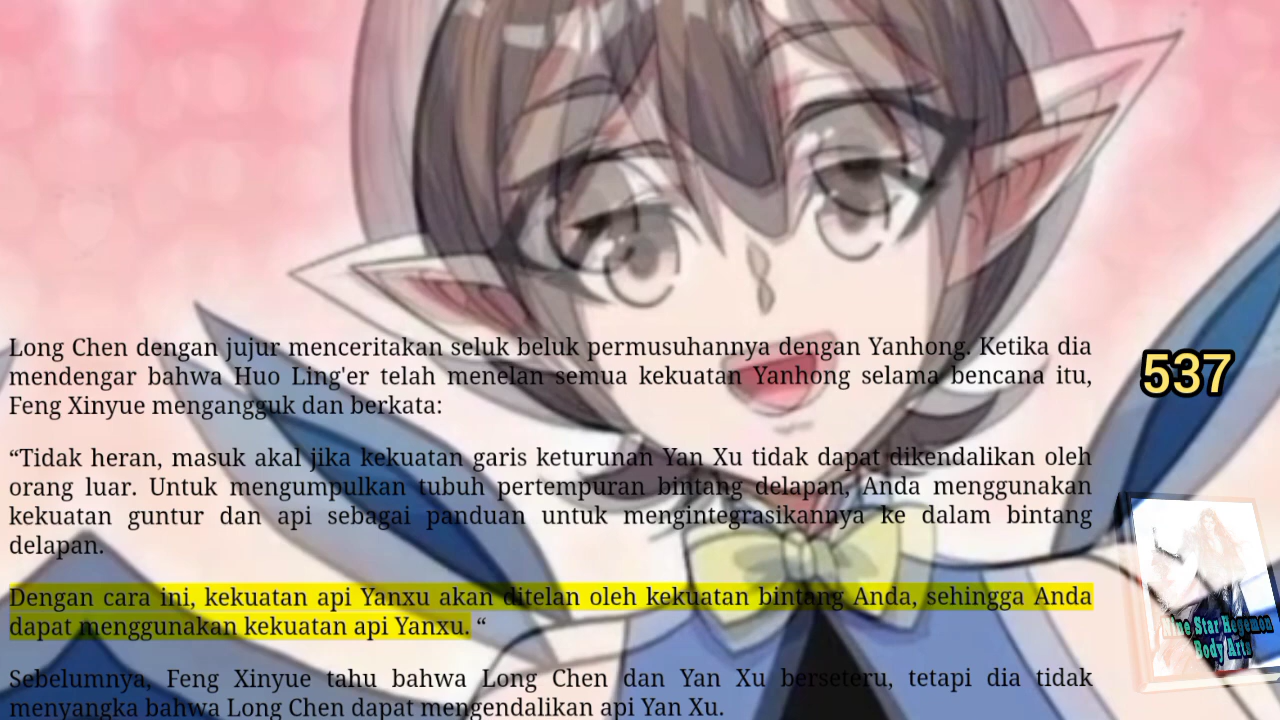 Long Chen dengan jujur menceritakan seluk beluk permusuhannya dengan Yanhong. Ketika dia
mendengar bahwa Huo Ling'er telah menelan semua kekuatan Yanhong selama bencana itu,
Feng Xinyue mengangguk dan berkata:
“Tidak heran, masuk akal jika kekuatan garis keturunan Yan Xu tidak dapat dikendalikan oleh
orang luar. Untuk mengumpulkan tubuh pertempuran bintang delapan, Anda menggunakan
kekuatan guntur dan api sebagai panduan untuk mengintegrasikannya ke dalam bintang
delapan.
Dengan cara ini, kekuatan api Yanxu akan ditelan oleh kekuatan bintang Anda, sehingga Anda
dapat menggunakan kekuatan api Yanxu. “
Sebelumnya, Feng Xinyue tahu bahwa Long Chen dan Yan Xu berseteru, tetapi dia tidak
menyangka bahwa Long Chen dapat mengendalikan api Yan Xu.
537
Nine Star Hegemon
Body Arts